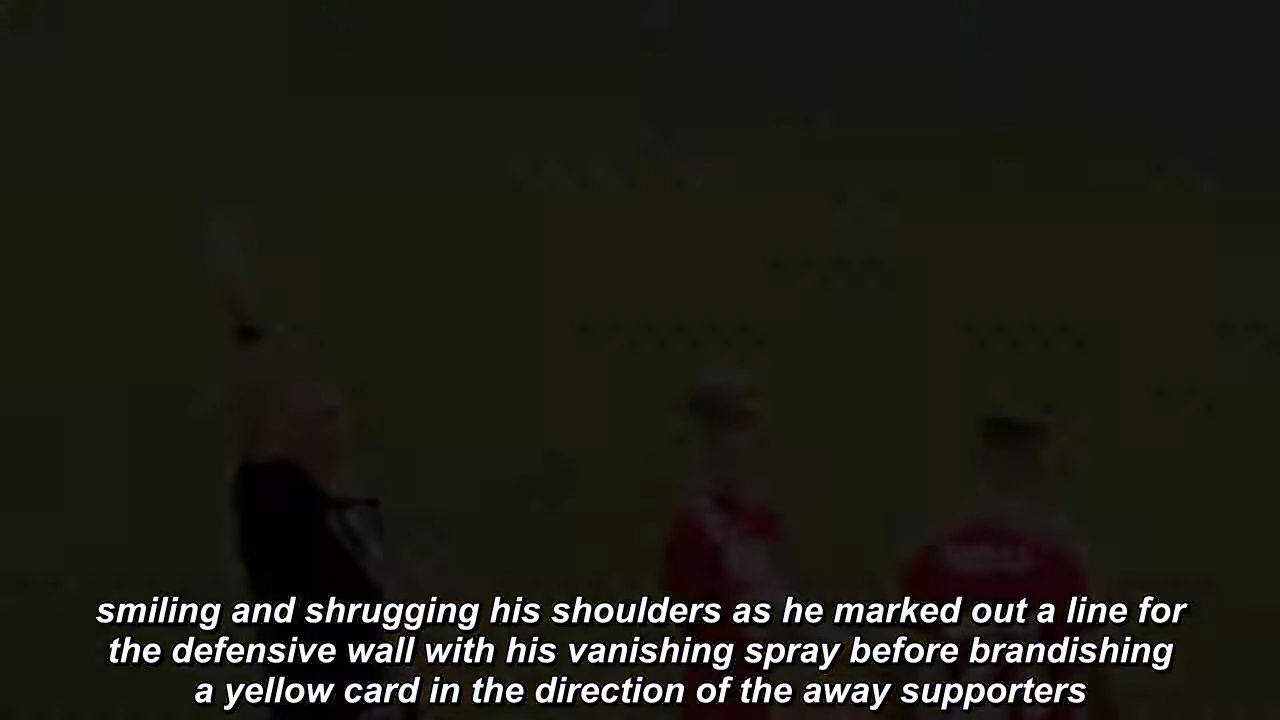 smiling and shrugging his shoulders as he marked out a line for
the defensive wall with his vanishing spray before brandishing
a yellow card in the direction of the away supporters